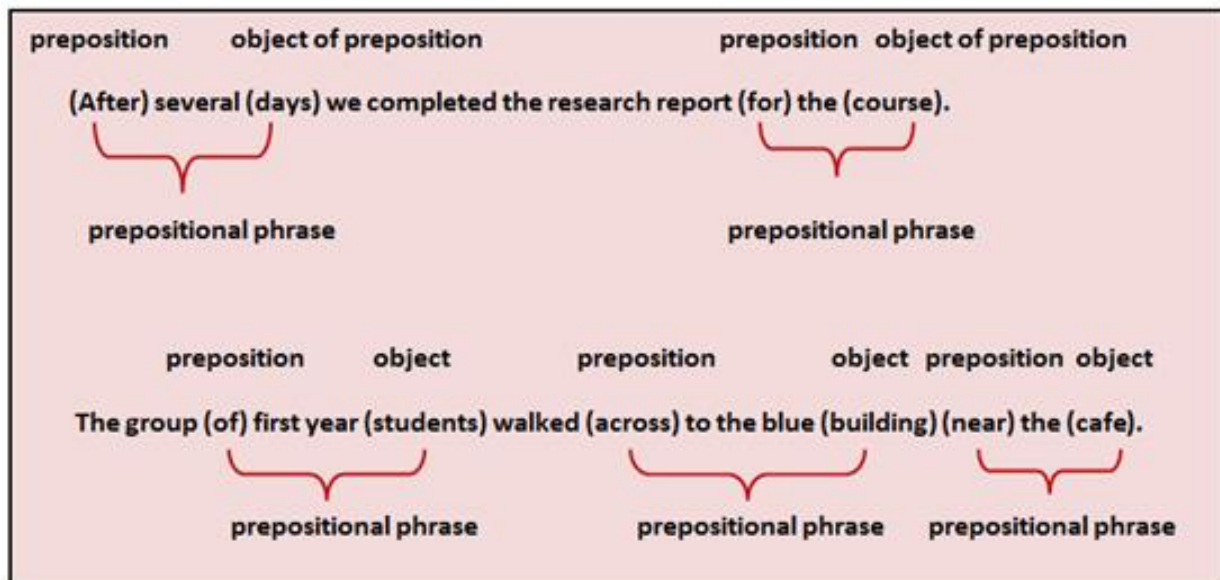 preposition object of preposition preposition object of preposition
(After) several (days) we completed the research report (for) the (course).
prepositional phrase prepositional phrase
preposition object preposition object preposition object
The group (of) first year (students) walked (across) to the blue (building) (near) the (cafe).
prepositional phrase prepositional phrase prepositional phrase